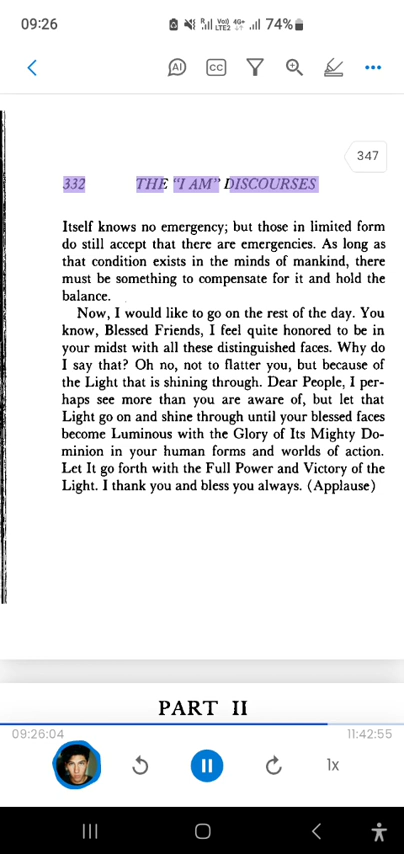 09:26
74%
AI
CC
347
332 THE "I AM" DISCOURSES
Itself knows no emergency; but those in limited form
do still accept that there are emergencies. As long as
that condition exists in the minds of mankind, there
must be something to compensate for it and hold the
balance.
Now, I would like to go on the rest of the day. You
know, Blessed Friends, I feel quite honored to be in
your midst with all these distinguished faces. Why do
I say that? Oh no, not to flatter you, but because of
the Light that is shining through. Dear People, I per-
haps see more than you are aware of, but let that
Light go on and shine through until your blessed faces
become Luminous with the Glory of Its Mighty Do-
minion in your human forms and worlds of action.
Let It go forth with the Full Power and Victory of the
Light. I thank you and bless you always. (Applause)
PART II
09:26:04 11:42:55
1x